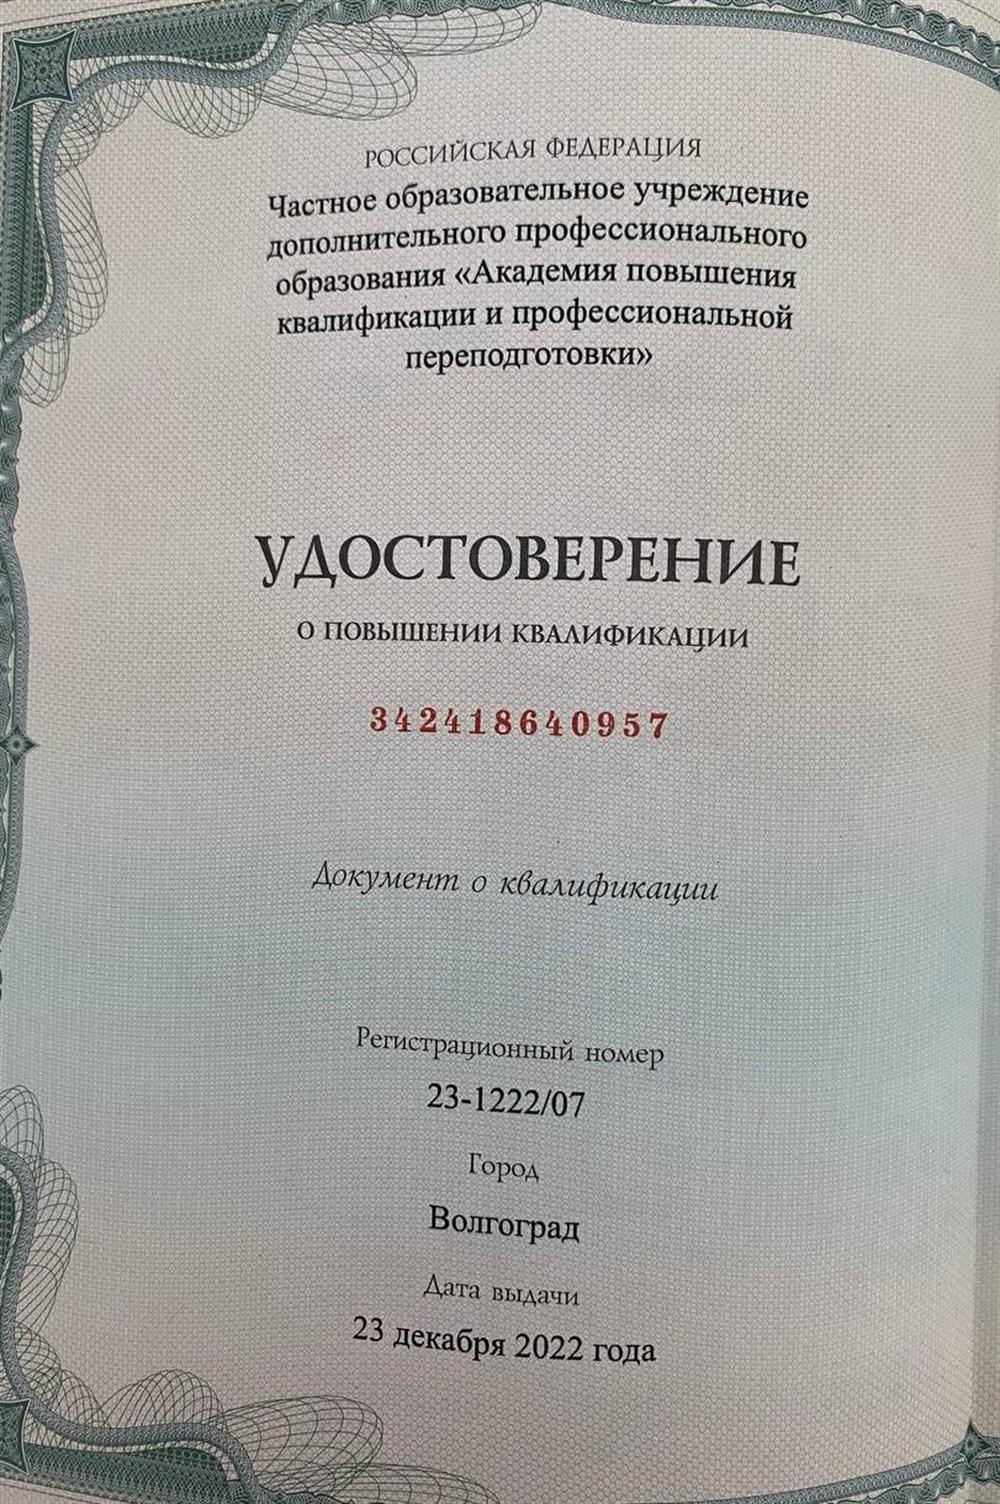 РОССИЙСКАЯ ФЕДЕРАЦИЯ
Частное образовательное учреждение
дополнительного профессионального
образования «Академия повышения
квалификации и профессиональной
переподготовки»
УДОСТОВЕРЕНИЕ
О ПОВЫШЕНИИ КВАЛИФИКАЦИИ
342418640957
Документ о квалификации
Регистрационный номер
23-1222/07
Город
Волгоград
Дата выдачи
23 декабря 2022 года